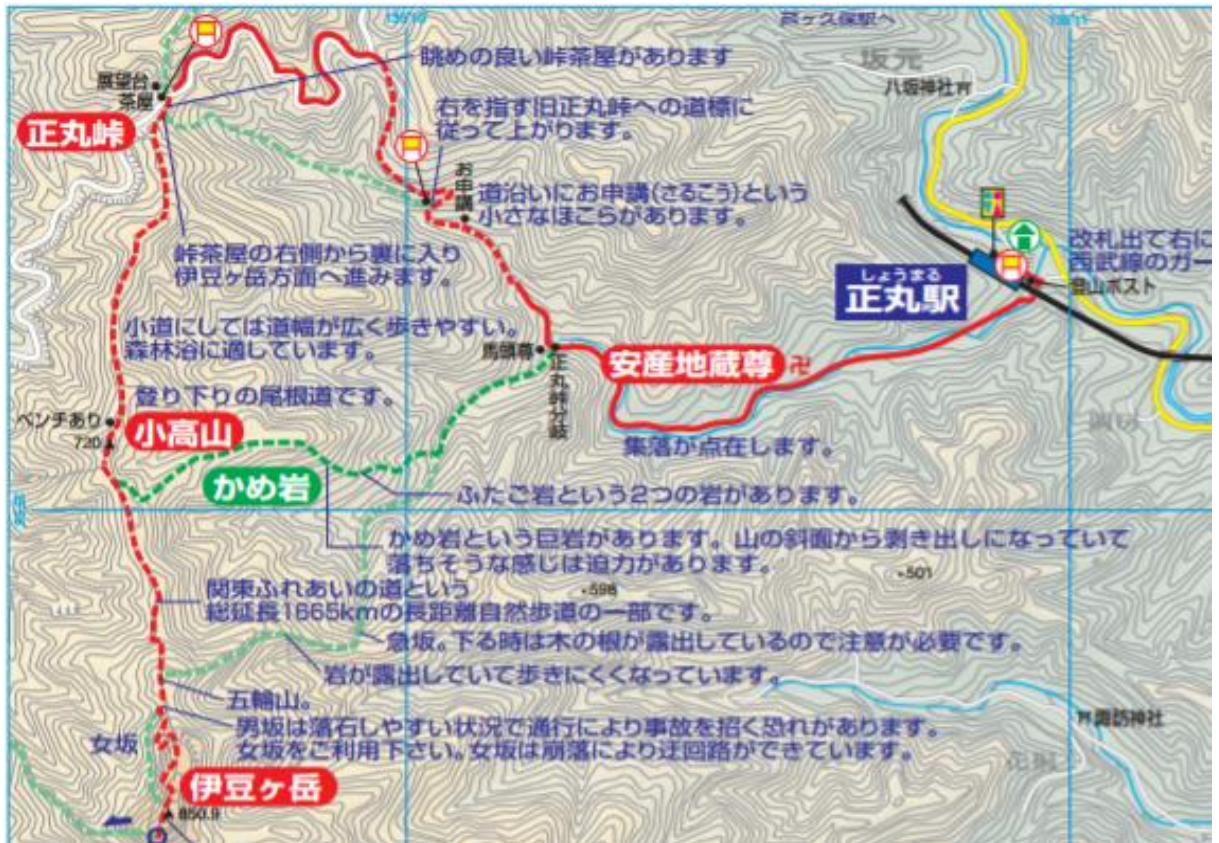 139°10'
139°11'
芦ヶ久保駅へ
眺めの良い峠茶屋があります
坂元
展望台
茶屋
八坂神社
正丸峠
右を指す旧正丸峠への道標に
従って上がります。
お申講
道沿いにお申講(さるこう)という
小さなほこらがあります。
峠茶屋の右側から裏に入り
伊豆ヶ岳方面へ進みます。
改札出て右に
西武線のガー
登山ポスト
しょうまる
正丸駅
小道にしては道幅が広く歩きやすい。
森林浴に適しています。
馬頭尊
正丸峠分岐
安産地蔵尊
卍
登り下りの尾根道です。
ベンチあり
小高山
720
集落が点在します。
かめ岩
ふたご岩という2つの岩があります。
かめ岩という巨岩があります。山の斜面から剥き出しになっていて
落ちそうな感じは迫力があります。
関東ふれあいの道という
総延長1665kmの長距離自然歩道の一部です。
598
501
急坂。下る時は木の根が露出しているので注意が必要です。
岩が露出していて歩きにくくなっています。
五輪山。
男坂は落石しやすい状況で通行により事故を招く恐れがあります。
女坂をご利用下さい。女坂は崩落により迂回路ができています。
女坂
諏訪神社
伊豆ヶ岳
850.9